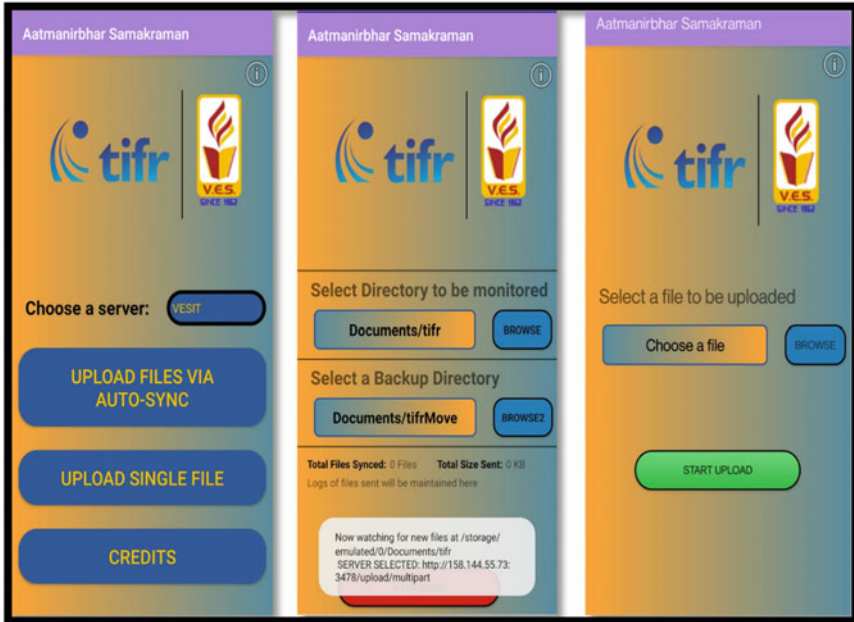 Aatmanirbhar Samakraman
i
tifr
V.E.S.
SINCE 1962
Choose a server:
VESIT
UPLOAD FILES VIA
AUTO-SYNC
UPLOAD SINGLE FILE
CREDITS
Aatmanirbhar Samakraman
i
tifr
V.E.S.
SINCE 1962
Select Directory to be monitored
Documents/tifr
BROWSE
Select a Backup Directory
Documents/tifrMove
BROWSE2
Total Files Synced: 0 Files Total Size Sent: 0 KB
Logs of files sent will be maintained here
Now watching for new files at /storage/
emulated/0/Documents/tifr
SERVER SELECTED: http://158.144.55.73:
3478/upload/multipart
Aatmanirbhar Samakraman
i
tifr
V.E.S.
SINCE 1962
Select a file to be uploaded
Choose a file
BROWSE
START UPLOAD